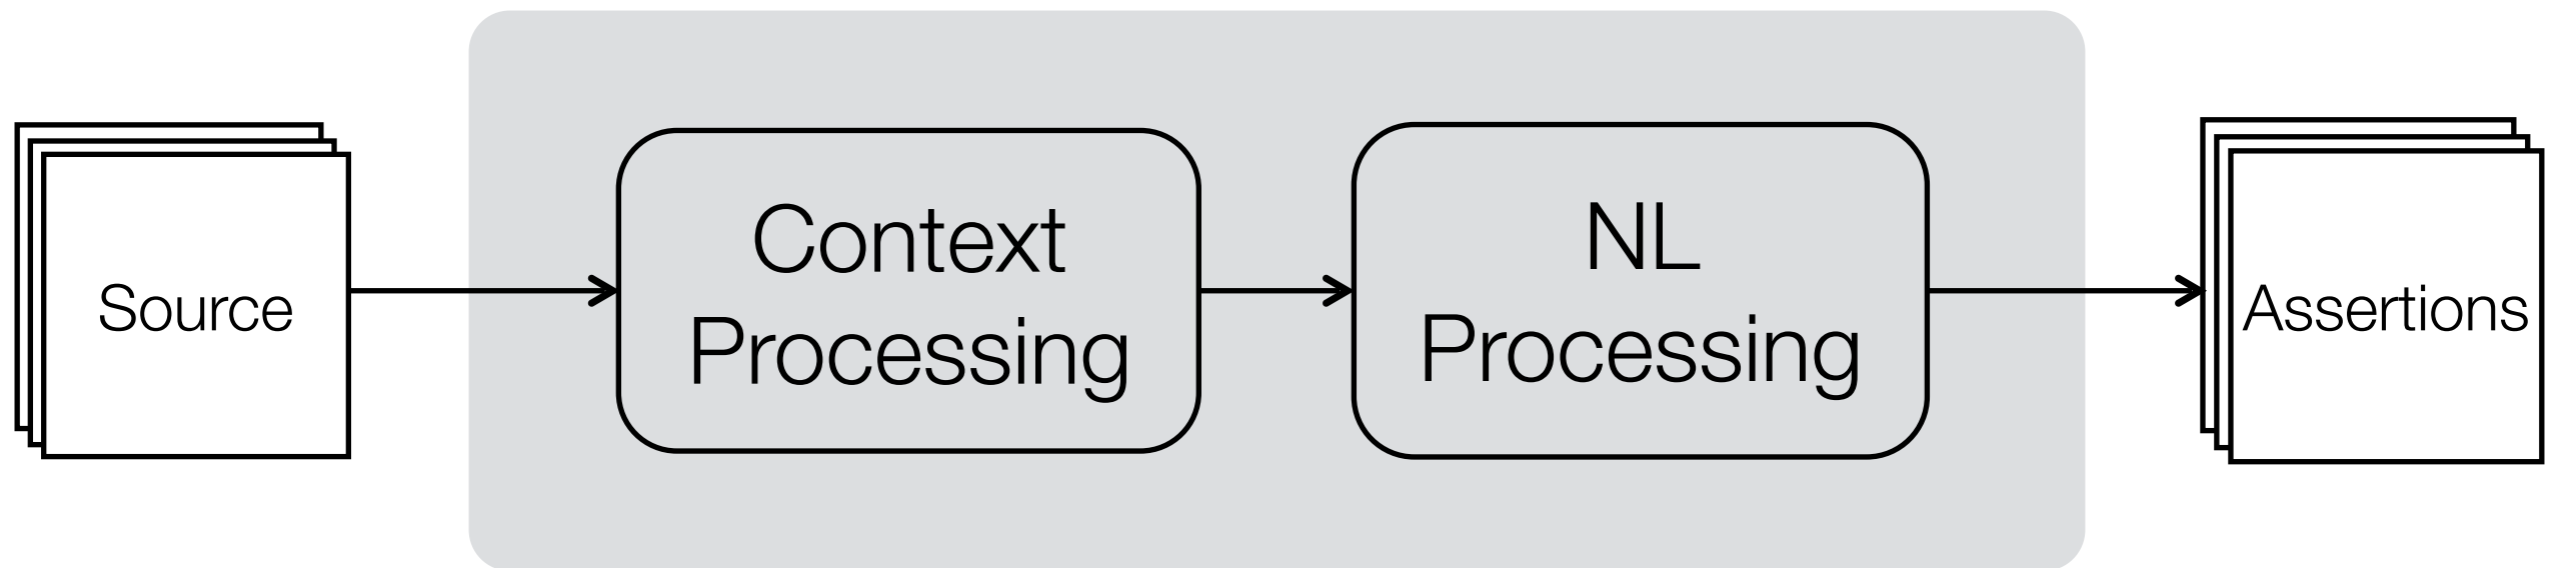 Source
Context
Processing
NL
Processing
Assertions